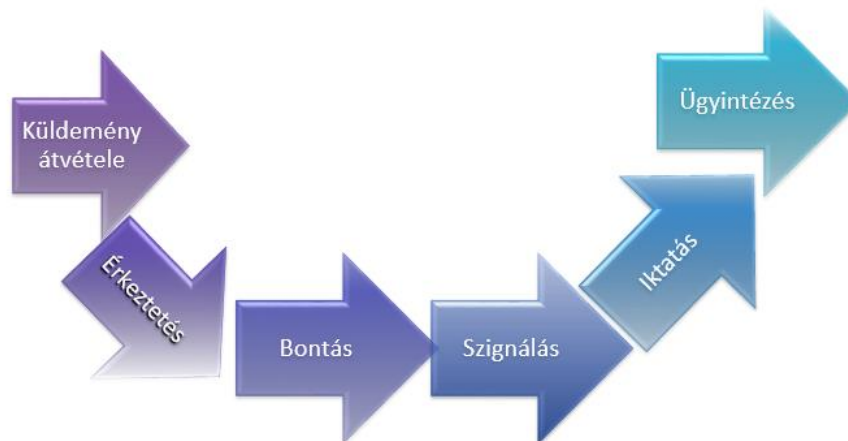 Küldemény
átvétele
Érkeztetés
Bontás
Szignálás
Iktatás
Ügyintézés